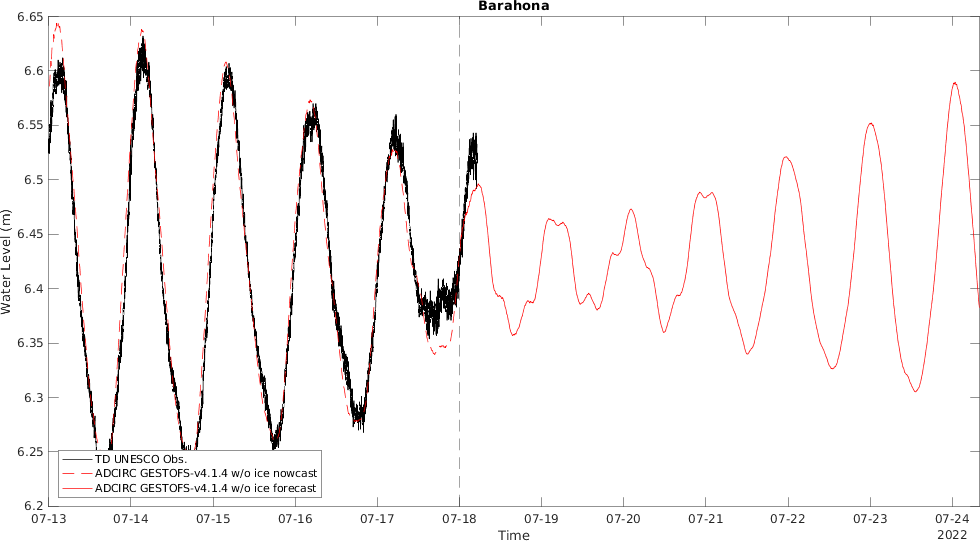 Barahona
6.65
6.6
6.55
6.5
6.45
6.4
6.35
6.3
6.25
6.2
Water Level (m)
TD UNESCO Obs.
ADCIRC GESTOFS-v4.1.4 w/o ice nowcast
ADCIRC GESTOFS-v4.1.4 w/o ice forecast
07-13 07-14 07-15 07-16 07-17 07-18 07-19 07-20 07-21 07-22 07-23 07-24
Time 2022